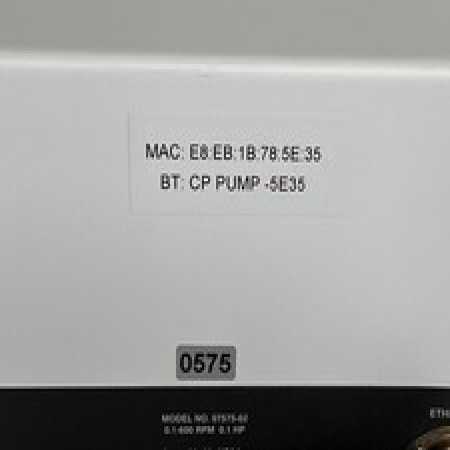 MAC: E8:EB:1B:78:5E:35
BT: CP PUMP -5E35
0575
MODEL NO. 07575-60
0.1-600 RPM 0.1 HP